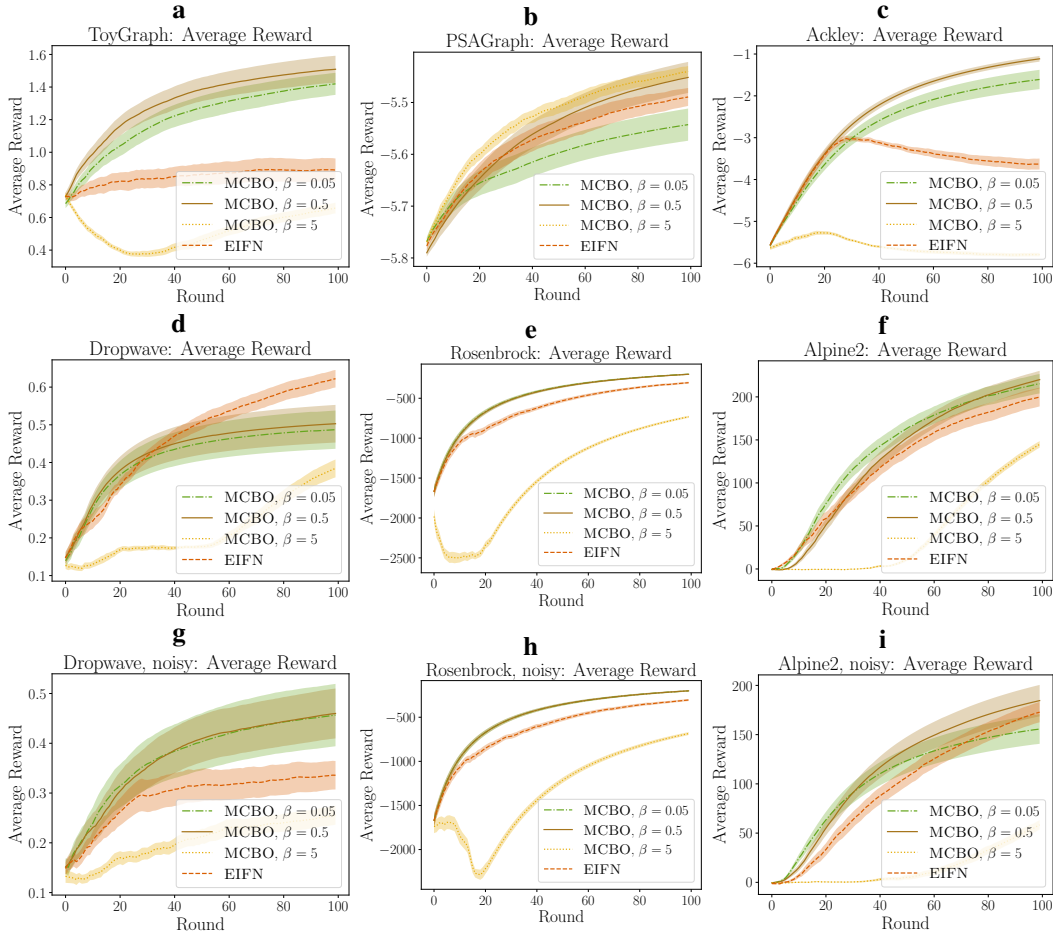 a
ToyGraph: Average Reward
Average Reward
1.6
1.4
1.2
1.0
0.8
0.6
0.4
MCBO, β = 0.05
MCBO, β = 0.5
MCBO, β = 5
EIFN
0 20 40 60 80 100
Round
b
PSAGraph: Average Reward
Average Reward
−5.5
−5.6
−5.7
−5.8
MCBO, β = 0.05
MCBO, β = 0.5
MCBO, β = 5
EIFN
0 20 40 60 80 100
Round
c
Ackley: Average Reward
Average Reward
−1
−2
−3
−4
−5
−6
MCBO, β = 0.05
MCBO, β = 0.5
MCBO, β = 5
EIFN
0 20 40 60 80 100
Round
d
Dropwave: Average Reward
Average Reward
0.6
0.5
0.4
0.3
0.2
0.1
MCBO, β = 0.05
MCBO, β = 0.5
MCBO, β = 5
EIFN
0 20 40 60 80 100
Round
e
Rosenbrock: Average Reward
Average Reward
−500
−1000
−1500
−2000
−2500
MCBO, β = 0.05
MCBO, β = 0.5
MCBO, β = 5
EIFN
0 20 40 60 80 100
Round
f
Alpine2: Average Reward
Average Reward
200
150
100
50
0
MCBO, β = 0.05
MCBO, β = 0.5
MCBO, β = 5
EIFN
0 20 40 60 80 100
Round
g
Dropwave, noisy: Average Reward
Average Reward
0.5
0.4
0.3
0.2
0.1
MCBO, β = 0.05
MCBO, β = 0.5
MCBO, β = 5
EIFN
0 20 40 60 80 100
Round
h
Rosenbrock, noisy: Average Reward
Average Reward
−500
−1000
−1500
−2000
MCBO, β = 0.05
MCBO, β = 0.5
MCBO, β = 5
EIFN
0 20 40 60 80 100
Round
i
Alpine2, noisy: Average Reward
Average Reward
200
150
100
50
0
MCBO, β = 0.05
MCBO, β = 0.5
MCBO, β = 5
EIFN
0 20 40 60 80 100
Round